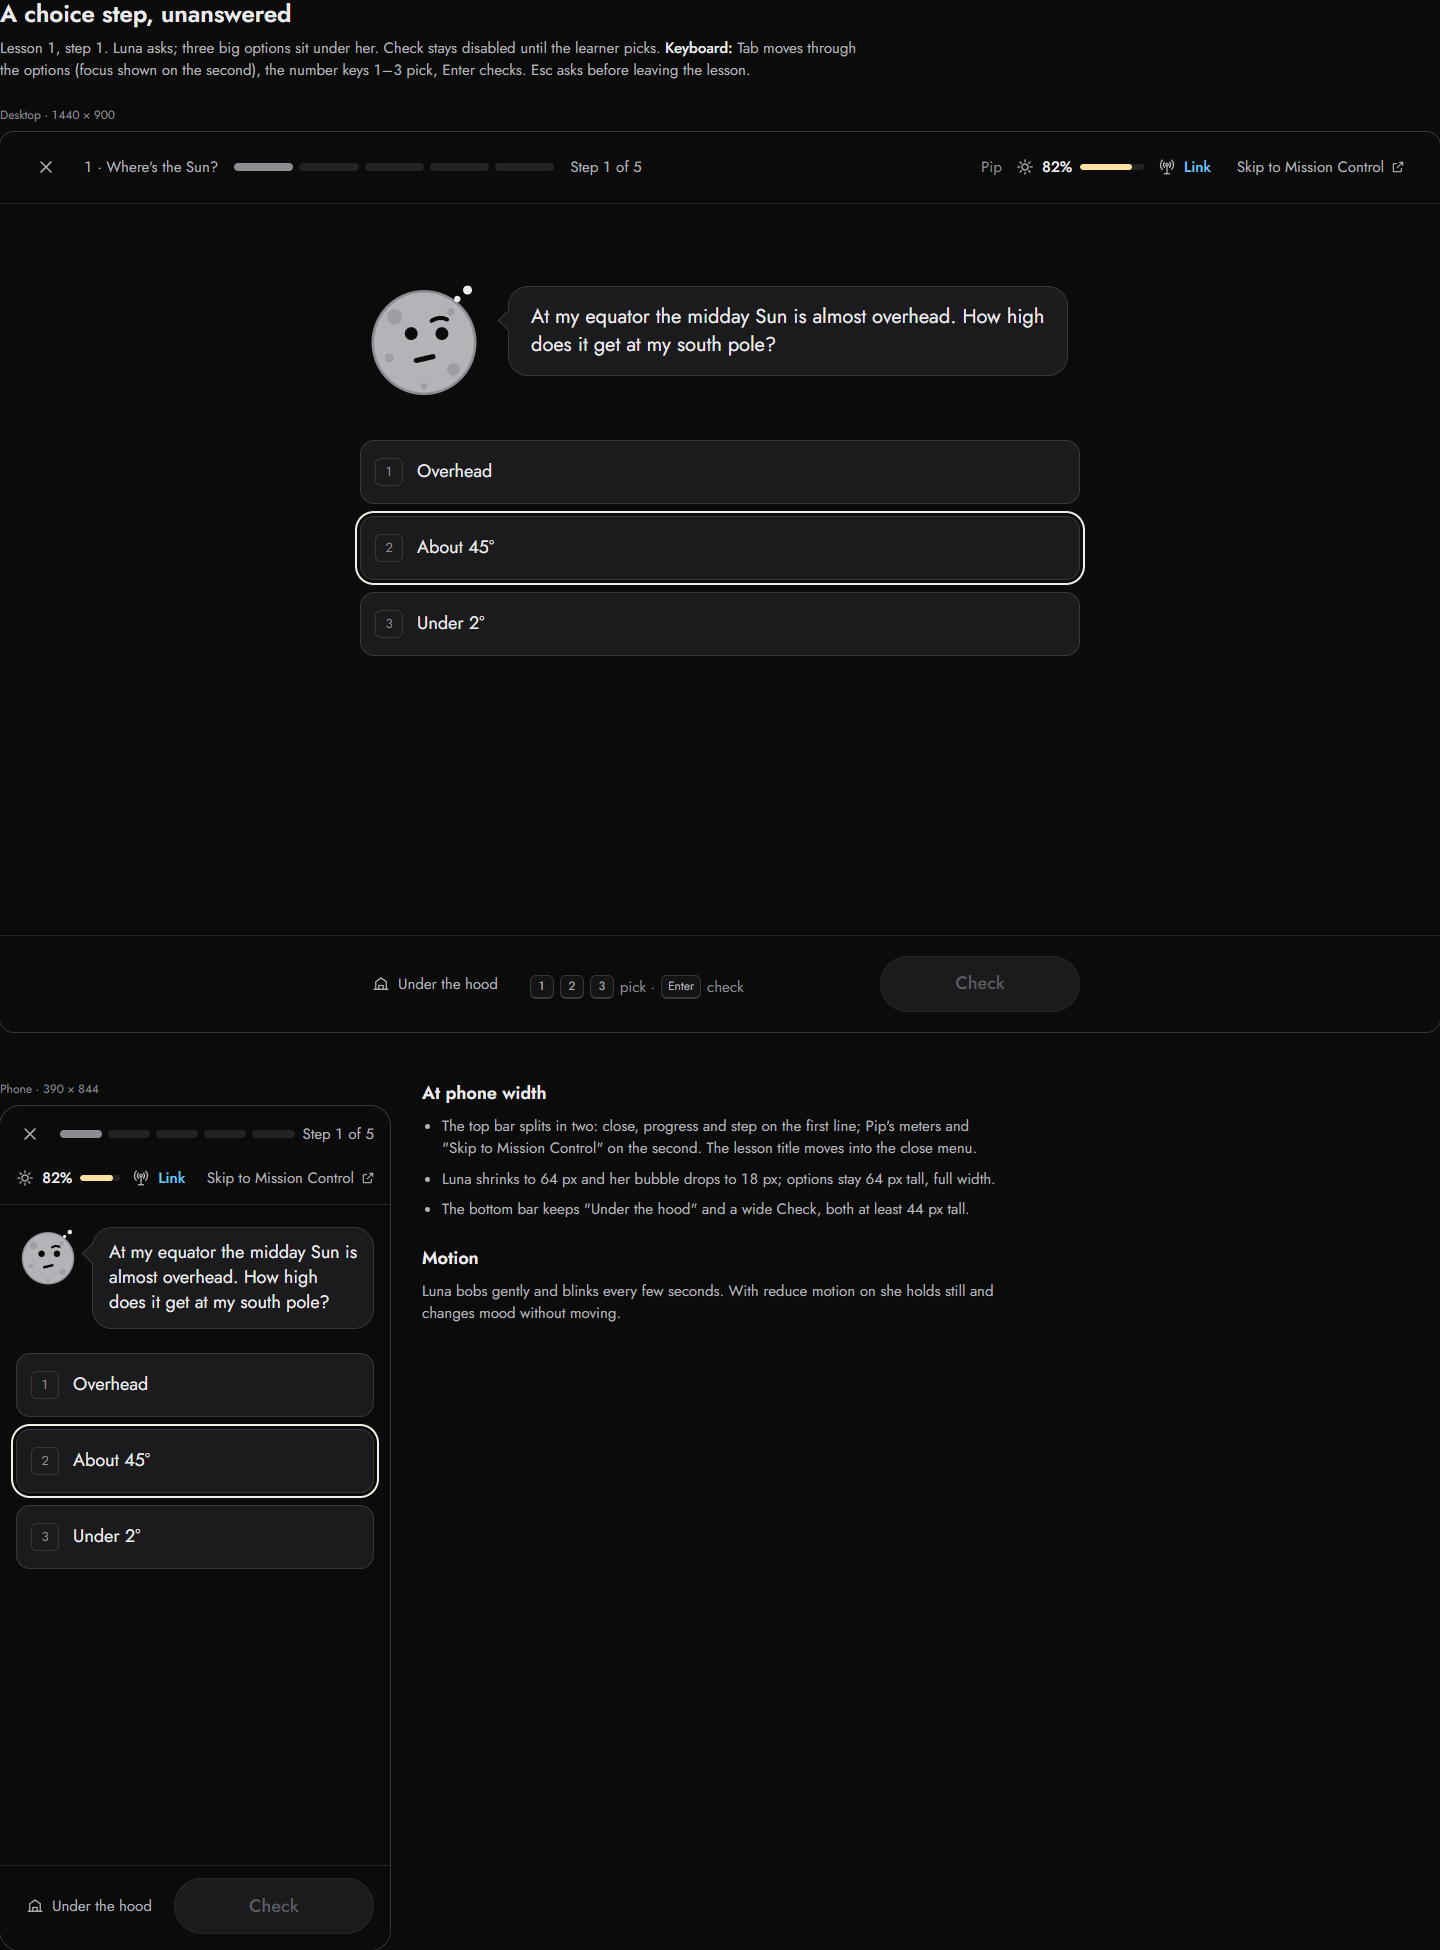 A choice step, unanswered
Lesson 1, step 1. Luna asks; three big options sit under her. Check stays disabled until the learner picks. Keyboard: Tab moves through
the options (focus shown on the second), the number keys 1–3 pick, Enter checks. Esc asks before leaving the lesson.
Desktop · 1440 × 900
1 · Where's the Sun?
Step 1 of 5
Pip
82%
Link
Skip to Mission Control
At my equator the midday Sun is almost overhead. How high
does it get at my south pole?
1 Overhead
2 About 45°
3 Under 2°
Under the hood
1 2 3 pick · Enter check
Check
Phone · 390 × 844
Step 1 of 5
82%
Link
Skip to Mission Control
At my equator the midday Sun is
almost overhead. How high
does it get at my south pole?
1 Overhead
2 About 45°
3 Under 2°
Under the hood
Check
At phone width
• The top bar splits in two: close, progress and step on the first line; Pip's meters and
"Skip to Mission Control" on the second. The lesson title moves into the close menu.
• Luna shrinks to 64 px and her bubble drops to 18 px; options stay 64 px tall, full width.
• The bottom bar keeps "Under the hood" and a wide Check, both at least 44 px tall.
Motion
Luna bobs gently and blinks every few seconds. With reduce motion on she holds still and
changes mood without moving.